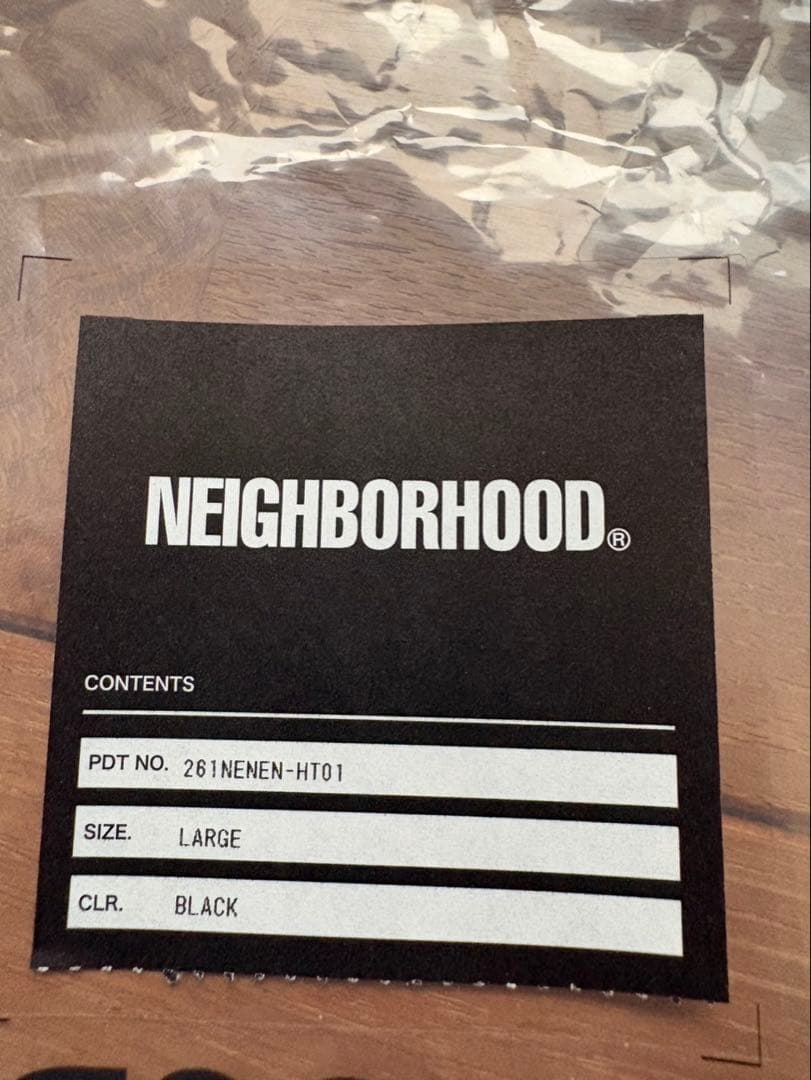 NEIGHBORHOOD®
CONTENTS
PDT NO. 261NENEN-HT01
SIZE. LARGE
CLR. BLACK